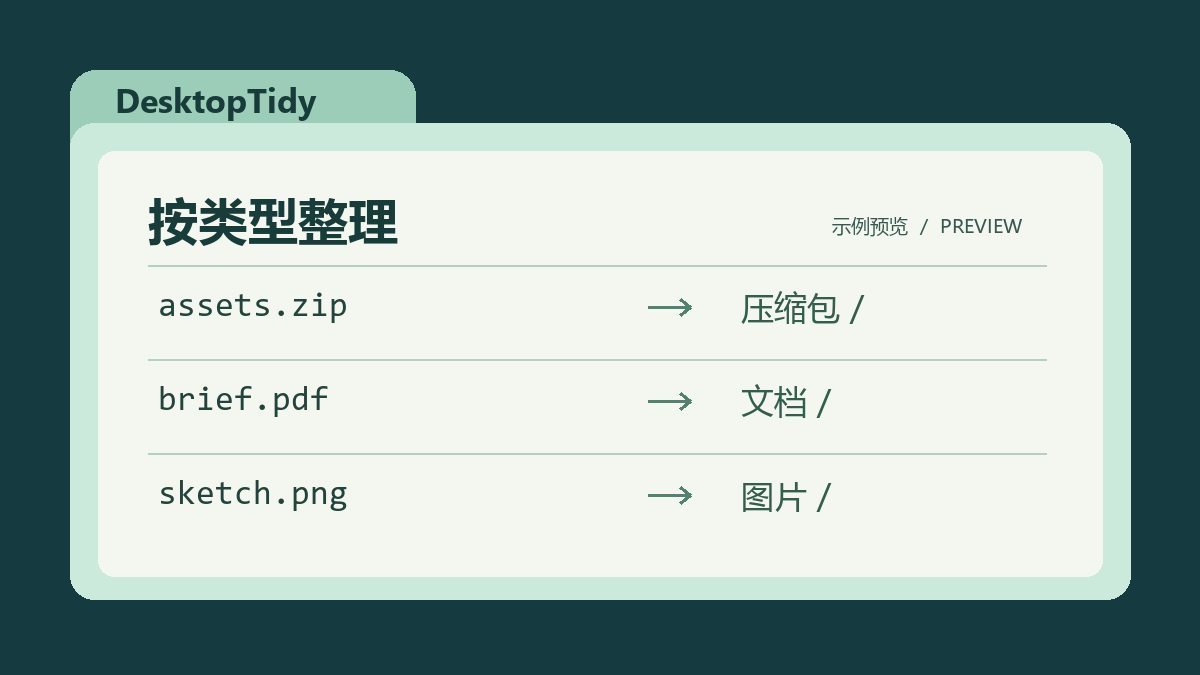 DesktopTidy
按类型整理
示例预览 / PREVIEW
assets.zip → 压缩包 /
brief.pdf → 文档 /
sketch.png → 图片 /